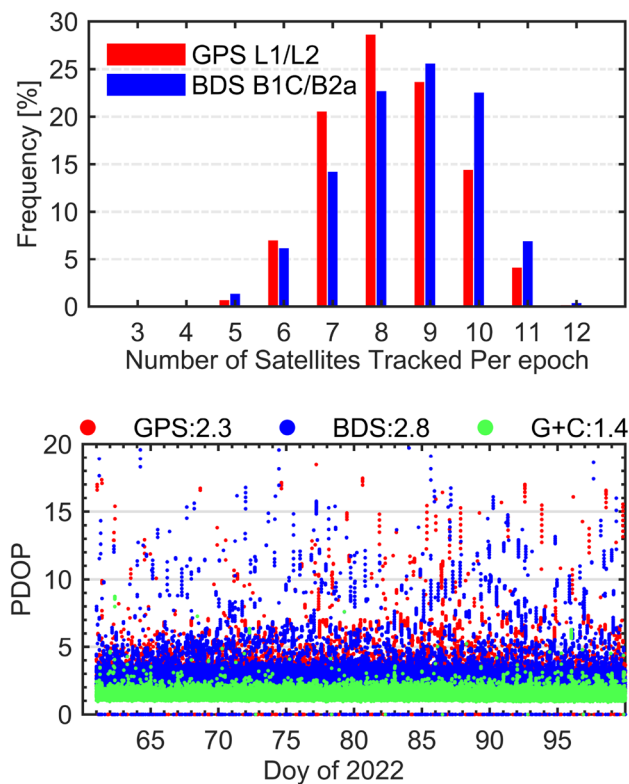 30
GPS L1/L2
25
BDS B1C/B2a
20
15
10
5
0
Frequency [%]
3 4 5 6 7 8 9 10 11 12
Number of Satellites Tracked Per epoch
GPS:2.3 BDS:2.8 G+C:1.4
20
15
10
5
0
PDOP
65 70 75 80 85 90 95
Doy of 2022